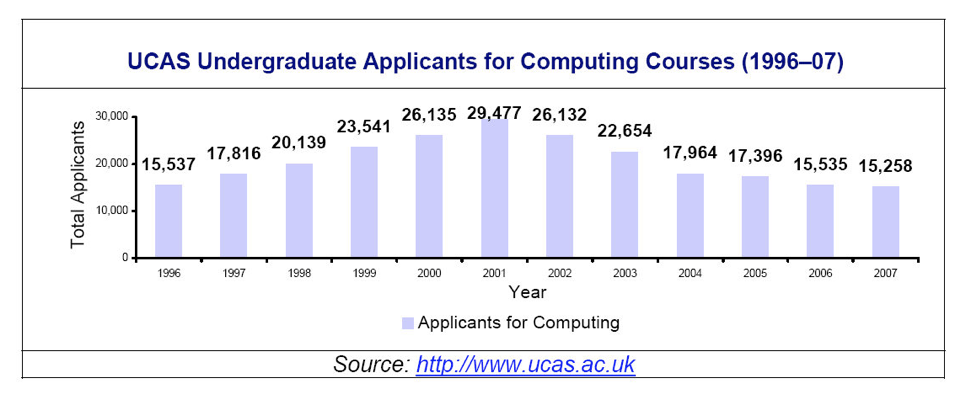 UCAS Undergraduate Applicants for Computing Courses (1996–07)
30,000
20,000
10,000
0
Total Applicants
15,537
17,816
20,139
23,541
26,135
29,477
26,132
22,654
17,964
17,396
15,535
15,258
1996 1997 1998 1999 2000 2001 2002 2003 2004 2005 2006 2007
Year
Applicants for Computing
Source: http://www.ucas.ac.uk